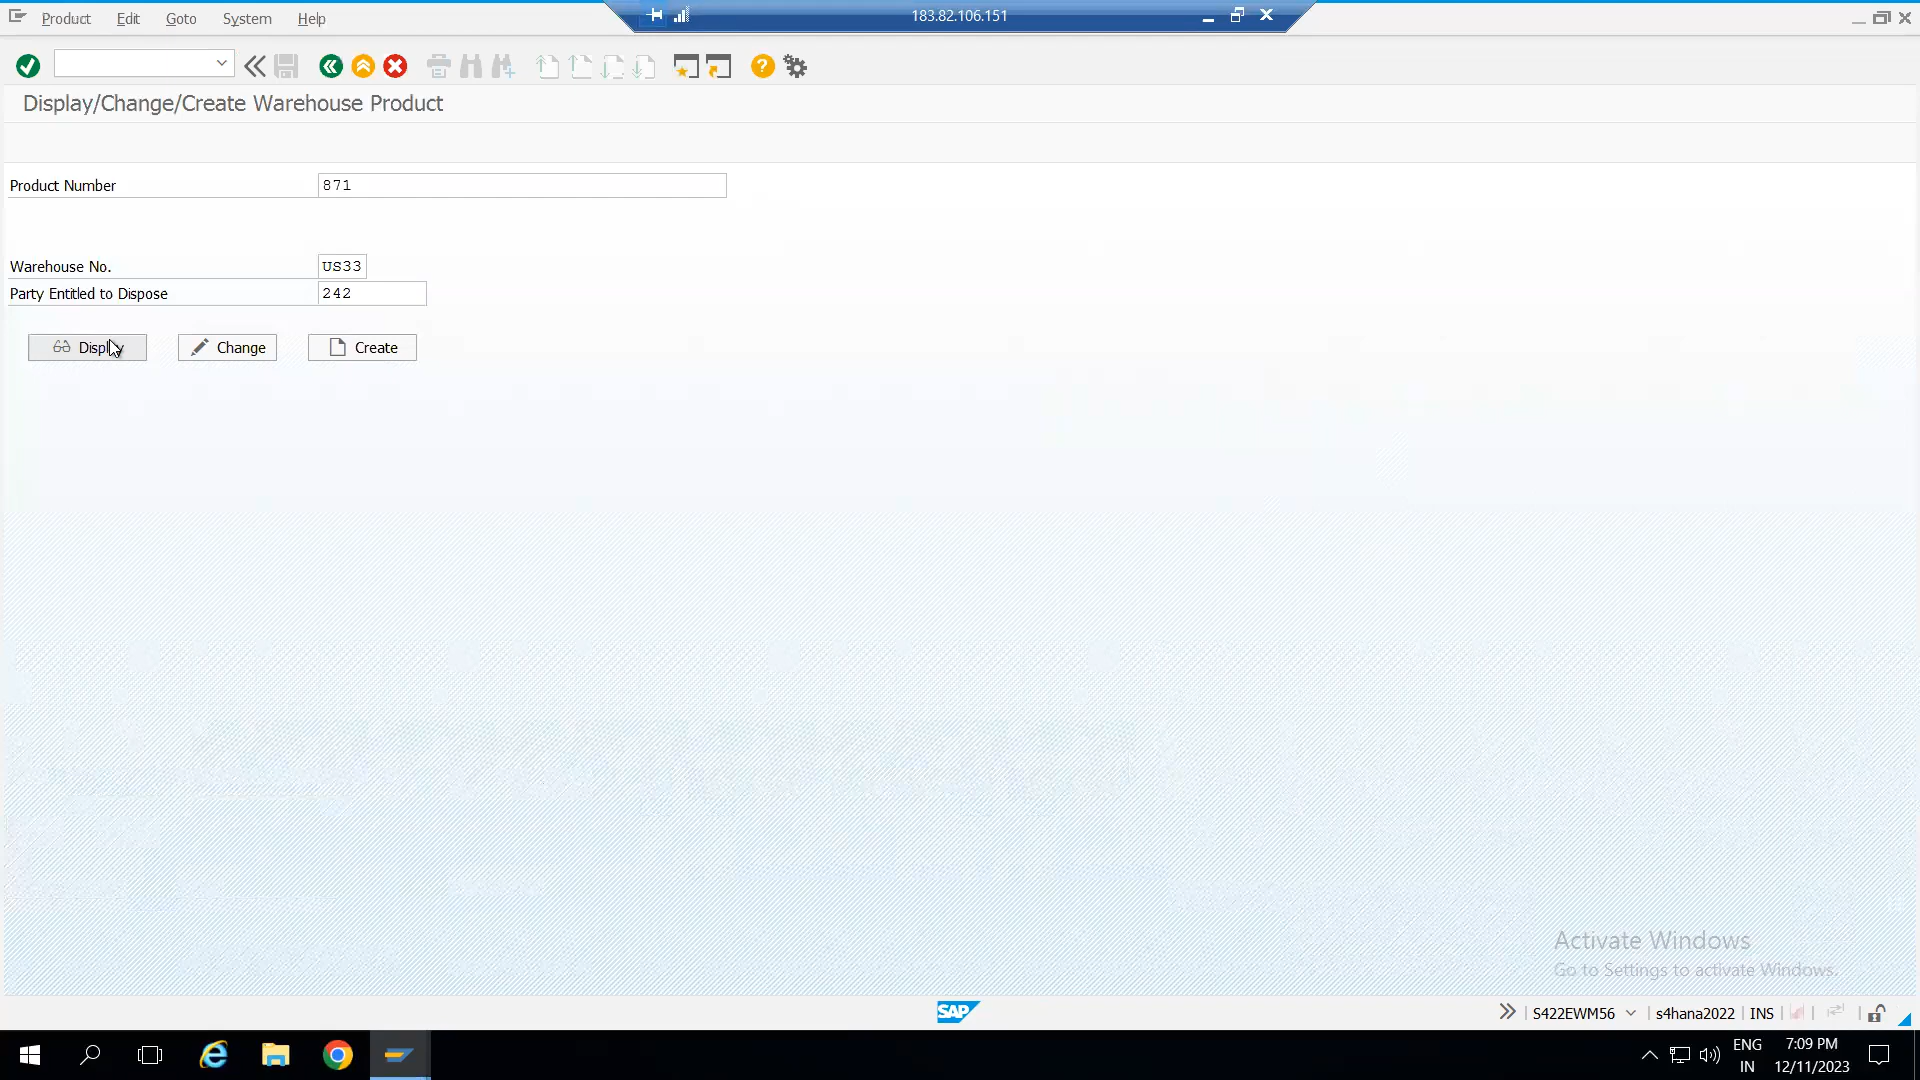 Product Edit Goto System Help
183.82.106.151
Display/Change/Create Warehouse Product
Product Number 871
Warehouse No. US33
Party Entitled to Dispose 242
Display Change Create
Activate Windows
Go to Settings to activate Windows.
SAP
S422EWM56 s4hana2022 INS
ENG 7:09 PM
IN 12/11/2023